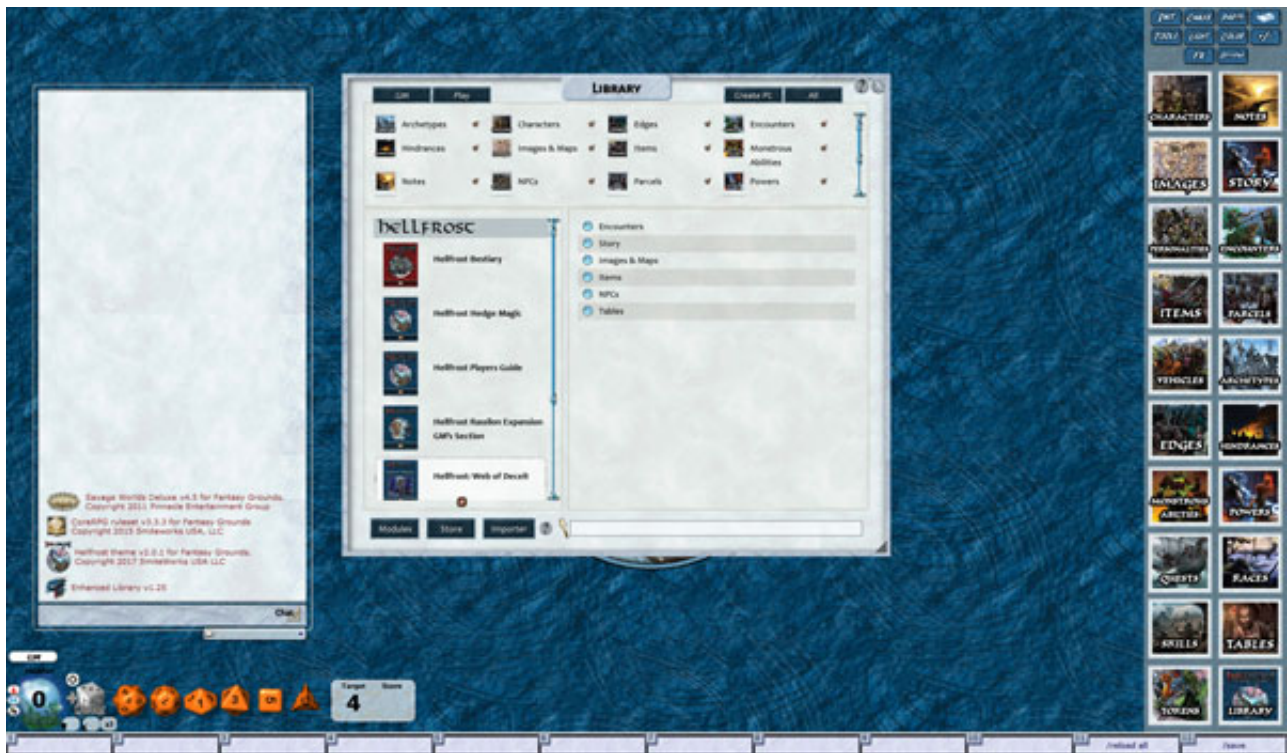 LIBRARY
GM
Play
Create PC
All
Archetypes
Characters
Edges
Encounters
Hindrances
Images & Maps
Items
Monstrous
Abilities
Notes
NPCs
Parcels
Powers
hELLFROST
Hellfrost Bestiary
Hellfrost Hedge Magic
Hellfrost Players Guide
Hellfrost Rassilon Expansion
GM's Section
Hellfrost: Web of Deceit
Encounters
Story
Images & Maps
Items
NPCs
Tables
Modules
Store
Importer
Savage Worlds Deluxe v4.5 for Fantasy Grounds.
Copyright 2011 Pinnacle Entertainment Group
CoreRPG ruleset v3.3.3 for Fantasy Grounds
Copyright 2015 Smiteworks USA, LLC
Hellfrost theme v1.0.1 for Fantasy Grounds.
Copyright 2017 SmiteWorks USA LLC
Enhanced Library v1.25
Chat
GM
0
Target
Score
4
CHARACTERS
NOTES
IMAGES
STORY
PERSONALITIES
ENCOUNTERS
ITEMS
PARCELS
VEHICLES
ARCHETYPES
EDGES
HINDRANCES
MONSTROUS
ABILITIES
POWERS
QUESTS
RACES
SKILLS
TABLES
TOKENS
LIBRARY
/reload all
/save